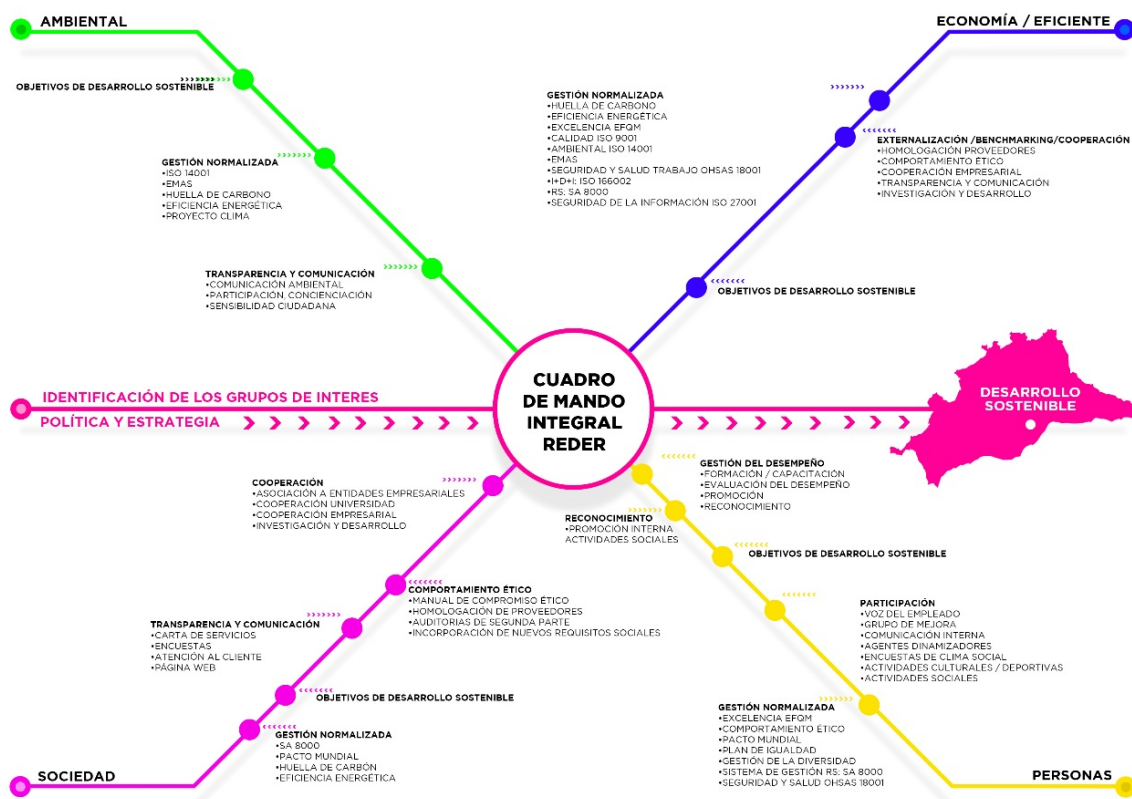 AMBIENTAL
OBJETIVOS DE DESARROLLO SOSTENIBLE
GESTIÓN NORMALIZADA
•ISO 14001
•EMAS
•HUELLA DE CARBONO
•EFICIENCIA ENERGÉTICA
•PROYECTO CLIMA
TRANSPARENCIA Y COMUNICACIÓN
•COMUNICACIÓN AMBIENTAL
•PARTICIPACIÓN, CONCIENCIACIÓN
•SENSIBILIDAD CIUDADANA
ECONOMÍA / EFICIENTE
GESTIÓN NORMALIZADA
•HUELLA DE CARBONO
•EFICIENCIA ENERGÉTICA
•EXCELENCIA EFQM
•CALIDAD ISO 9001
•AMBIENTAL ISO 14001
•EMAS
•SEGURIDAD Y SALUD TRABAJO OHSAS 18001
•I+D+I: ISO 166002
•RS: SA 8000
•SEGURIDAD DE LA INFORMACIÓN ISO 27001
EXTERNALIZACIÓN /BENCHMARKING/COOPERACIÓN
•HOMOLOGACIÓN PROVEEDORES
•COMPORTAMIENTO ÉTICO
•COOPERACIÓN EMPRESARIAL
•TRANSPARENCIA Y COMUNICACIÓN
•INVESTIGACIÓN Y DESARROLLO
OBJETIVOS DE DESARROLLO SOSTENIBLE
IDENTIFICACIÓN DE LOS GRUPOS DE INTERES
POLÍTICA Y ESTRATEGIA
CUADRO
DE MANDO
INTEGRAL
REDER
DESARROLLO
SOSTENIBLE
COOPERACIÓN
•ASOCIACIÓN A ENTIDADES EMPRESARIALES
•COOPERACIÓN UNIVERSIDAD
•COOPERACIÓN EMPRESARIAL
•INVESTIGACIÓN Y DESARROLLO
COMPORTAMIENTO ÉTICO
•MANUAL DE COMPROMISO ÉTICO
•HOMOLOGACIÓN DE PROVEEDORES
•AUDITORIAS DE SEGUNDA PARTE
•INCORPORACIÓN DE NUEVOS REQUISITOS SOCIALES
TRANSPARENCIA Y COMUNICACIÓN
•CARTA DE SERVICIOS
•ENCUESTAS
•ATENCIÓN AL CLIENTE
•PÁGINA WEB
OBJETIVOS DE DESARROLLO SOSTENIBLE
GESTIÓN NORMALIZADA
•SA 8000
•PACTO MUNDIAL
•HUELLA DE CARBÓN
•EFICIENCIA ENERGÉTICA
SOCIEDAD
GESTIÓN DEL DESEMPEÑO
•FORMACIÓN / CAPACITACIÓN
•EVALUACIÓN DEL DESEMPEÑO
•PROMOCIÓN
•RECONOCIMIENTO
RECONOCIMIENTO
•PROMOCIÓN INTERNA
ACTIVIDADES SOCIALES
OBJETIVOS DE DESARROLLO SOSTENIBLE
PARTICIPACIÓN
•VOZ DEL EMPLEADO
•GRUPO DE MEJORA
•COMUNICACIÓN INTERNA
•AGENTES DINAMIZADORES
•ENCUESTAS DE CLIMA SOCIAL
•ACTIVIDADES CULTURALES / DEPORTIVAS
•ACTIVIDADES SOCIALES
GESTIÓN NORMALIZADA
•EXCELENCIA EFQM
•COMPORTAMIENTO ÉTICO
•PACTO MUNDIAL
•PLAN DE IGUALDAD
•GESTIÓN DE LA DIVERSIDAD
•SISTEMA DE GESTIÓN RS: SA 8000
•SEGURIDAD Y SALUD OHSAS 18001
PERSONAS